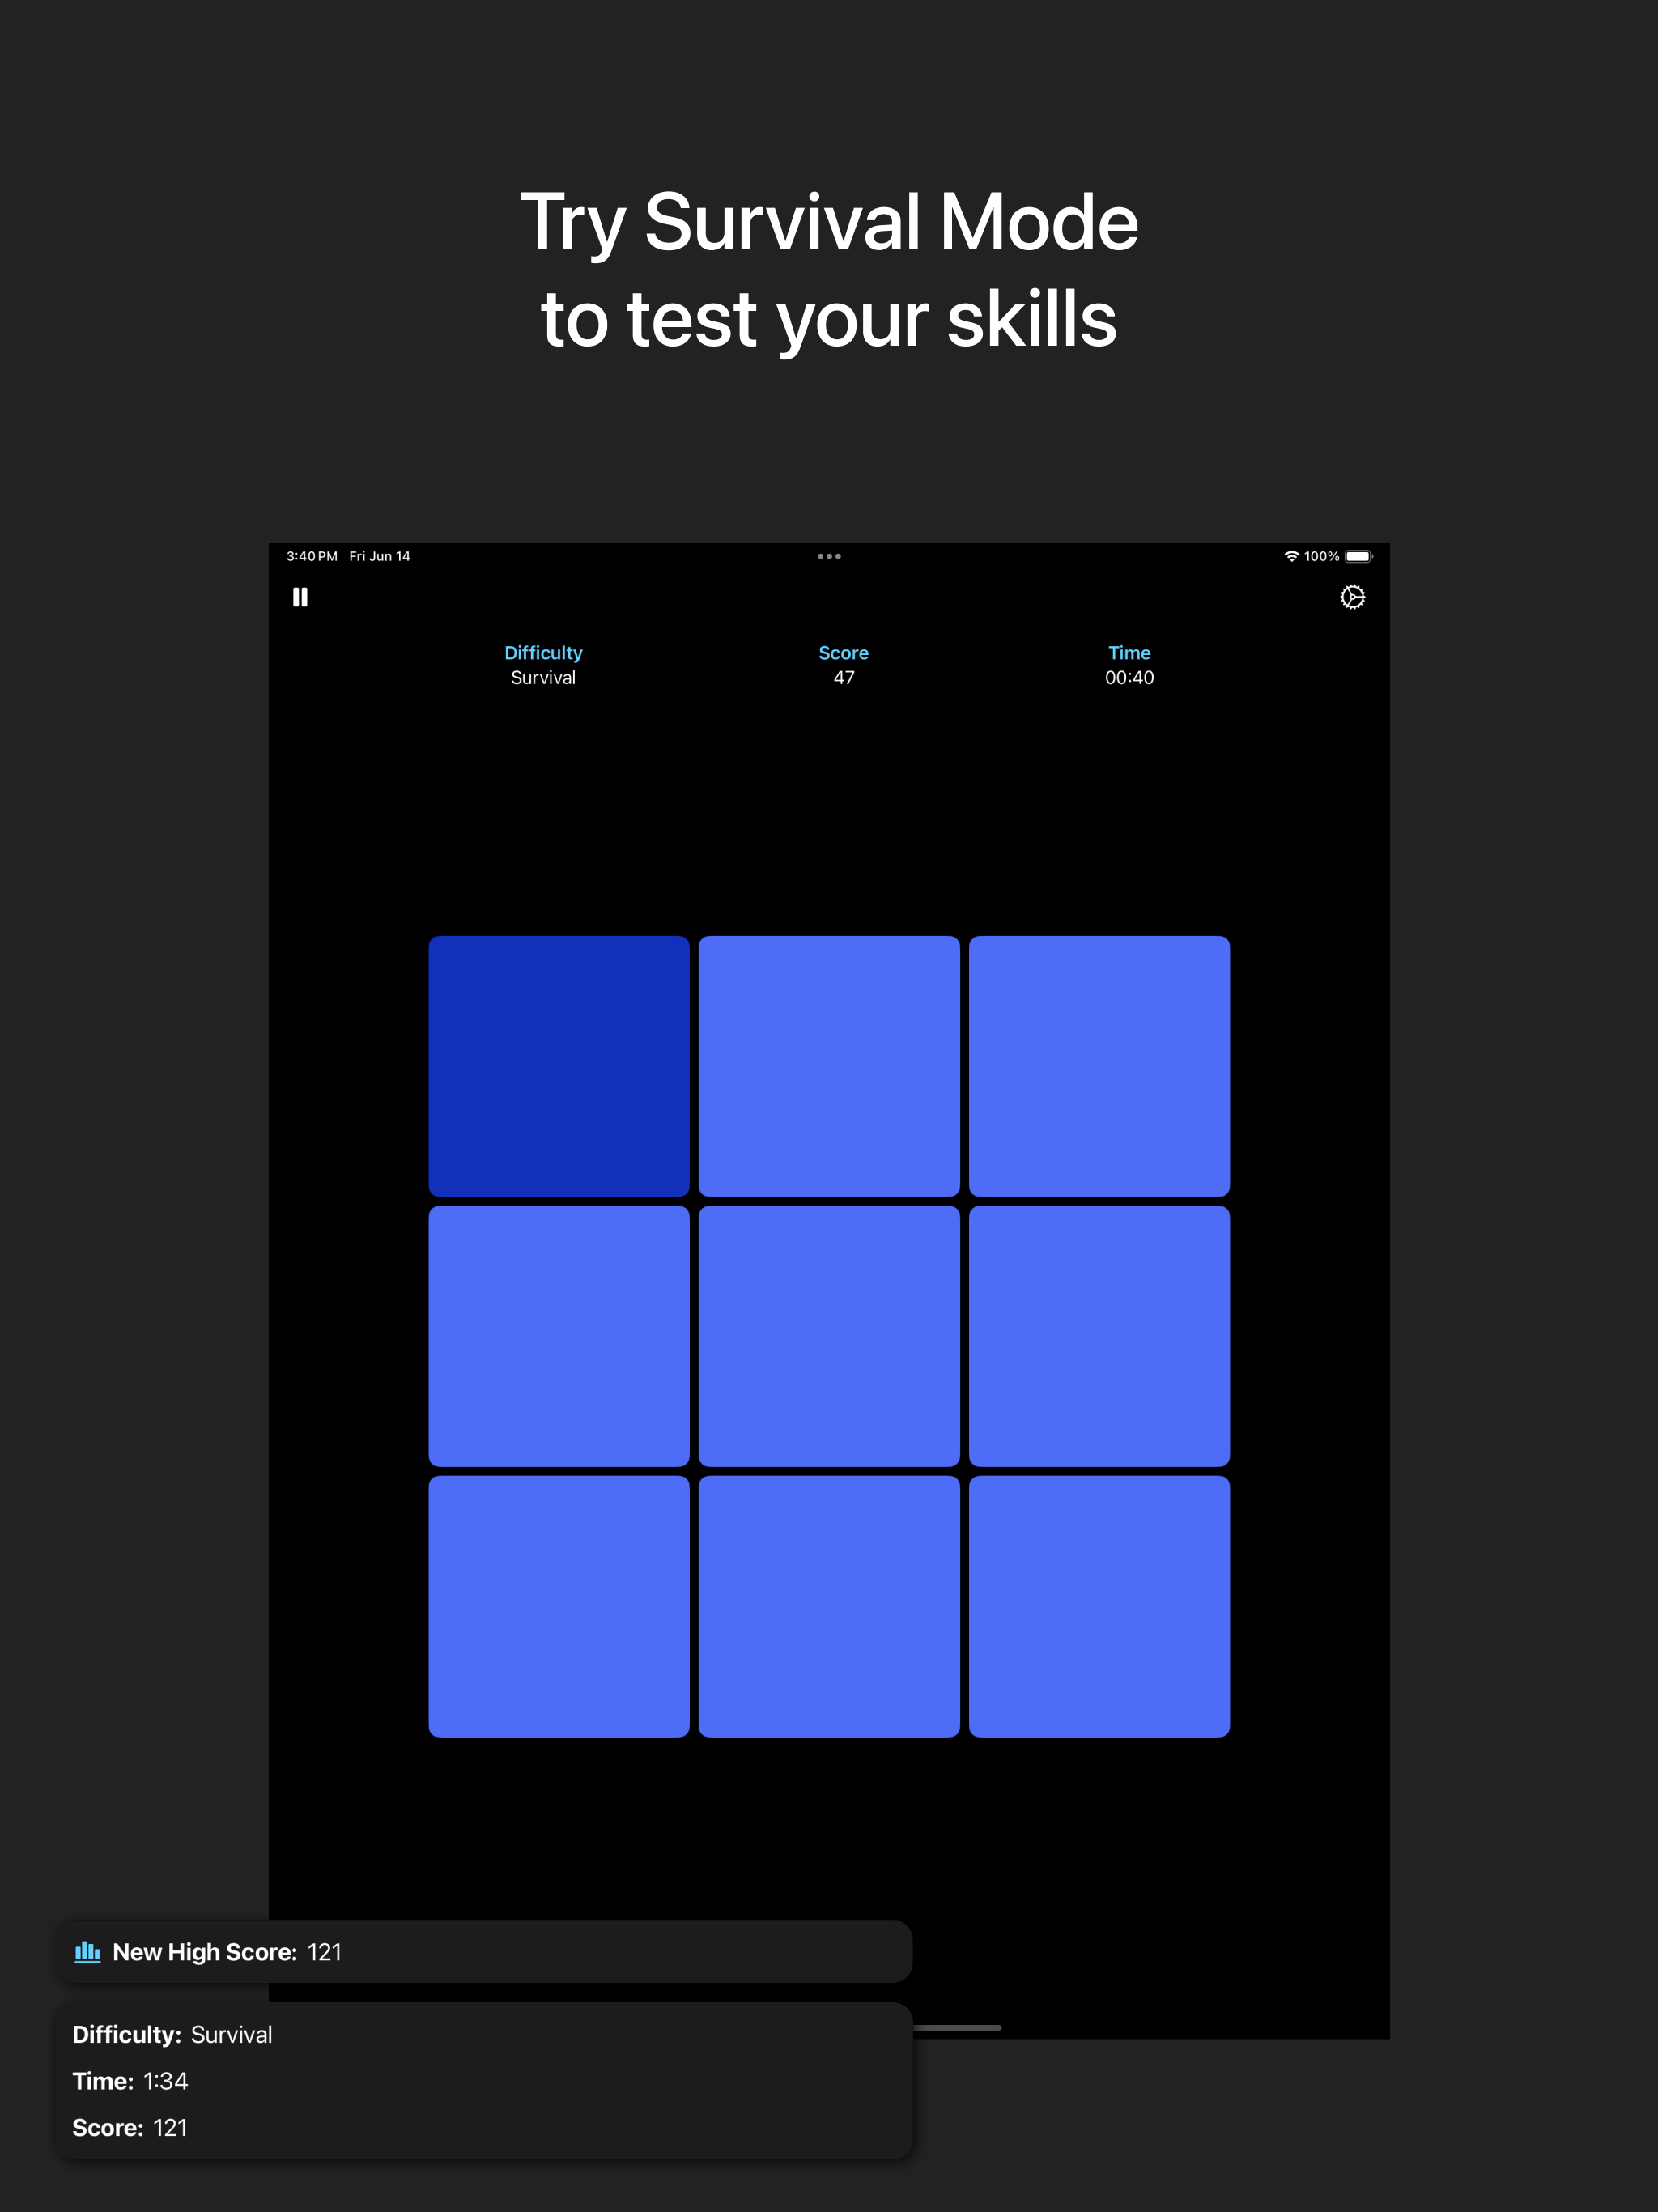 Try Survival Mode
to test your skills
3:40 PM Fri Jun 14
100%
Difficulty Score Time
Survival 47 00:40
New High Score: 121
Difficulty: Survival
Time: 1:34
Score: 121